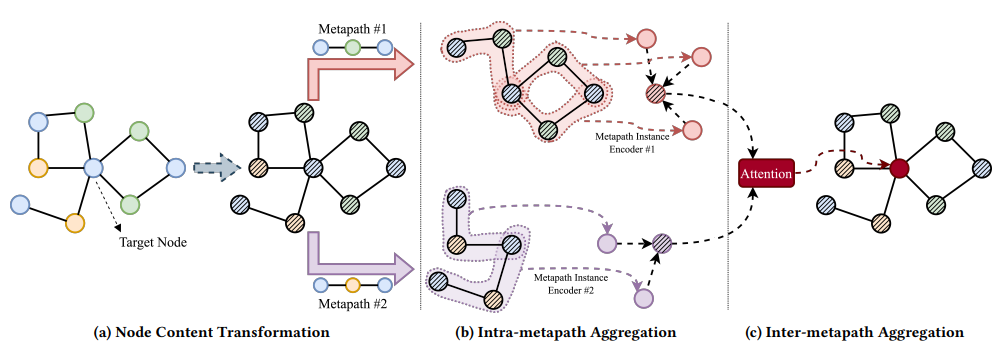 Metapath #1
Target Node
Metapath #2
(a) Node Content Transformation
Metapath Instance
Encoder #1
Metapath Instance
Encoder #2
(b) Intra-metapath Aggregation
Attention
(c) Inter-metapath Aggregation